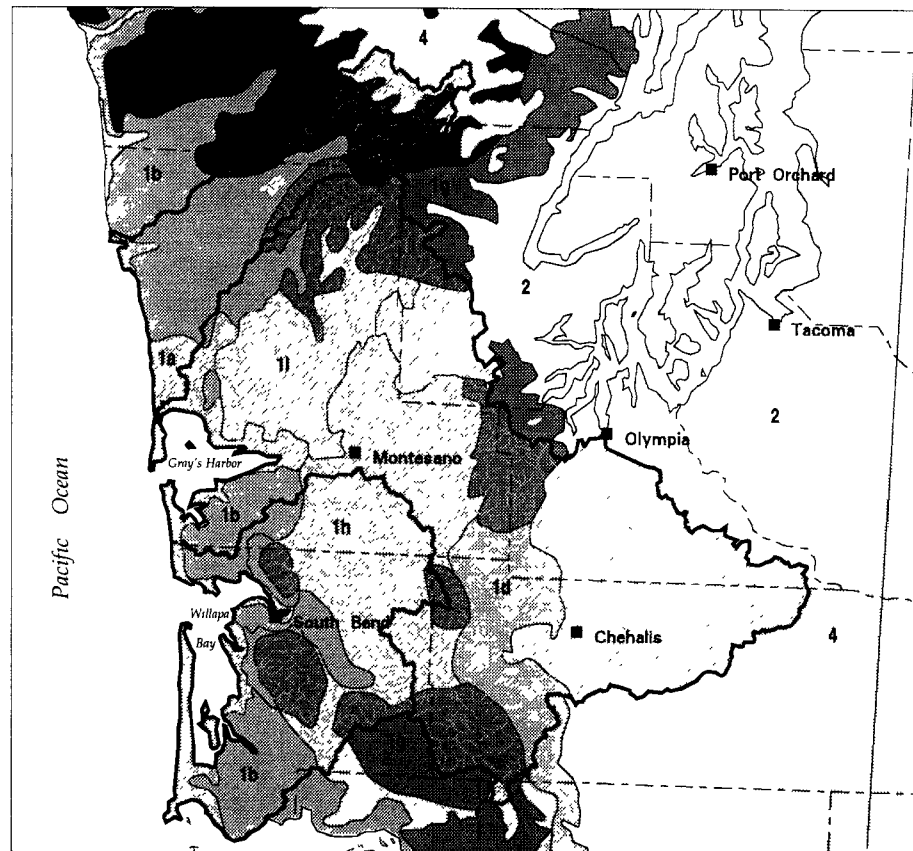 4
1b
Port Orchard
2
Tacoma
1a
1l
2
Olympia
Montesano
Gray's Harbor
1b
1h
Pacific Ocean
1d
Willapa
Bay
South Bend
Chehalis
4
1b